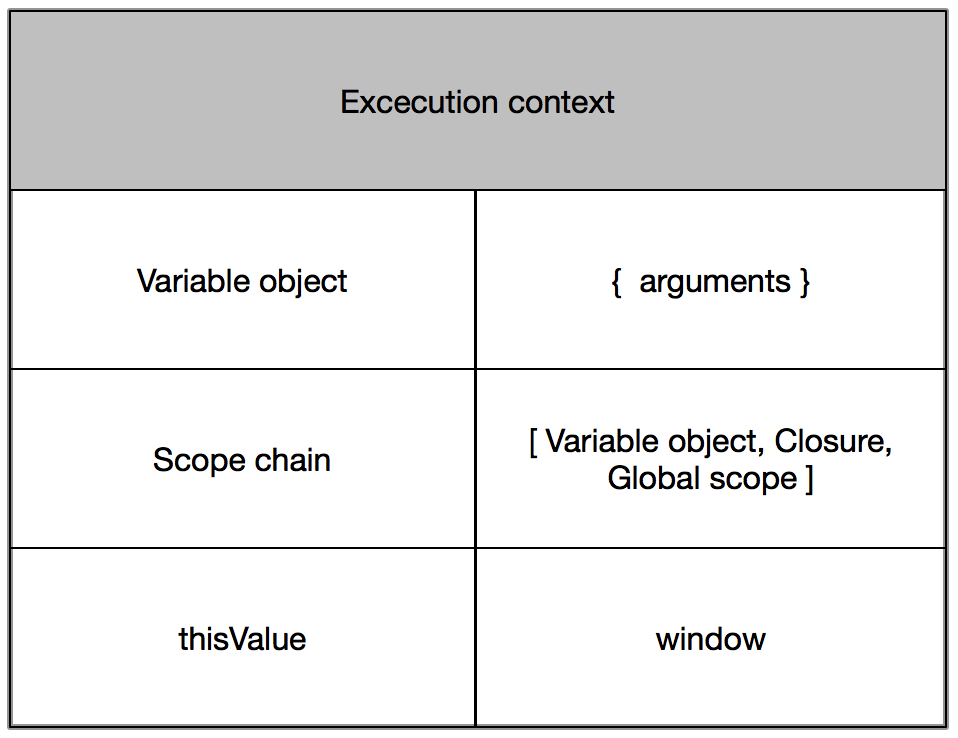 Excecution context
Variable object
{  arguments }
Scope chain
[ Variable object, Closure,
Global scope ]
thisValue
window